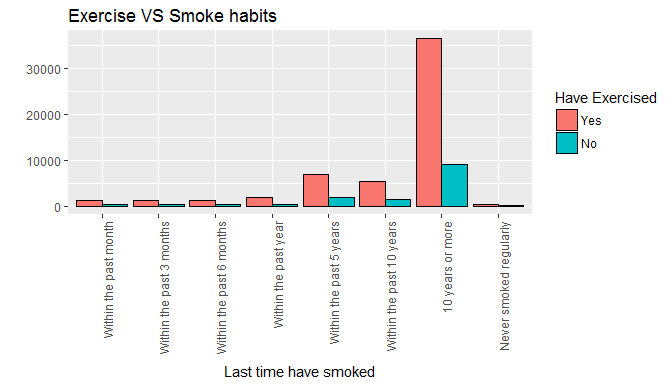 Exercise VS Smoke habits
30000
20000
10000
0
Within the past month
Within the past 3 months
Within the past 6 months
Within the past year
Within the past 5 years
Within the past 10 years
10 years or more
Never smoked regularly
Last time have smoked
Have Exercised
Yes
No